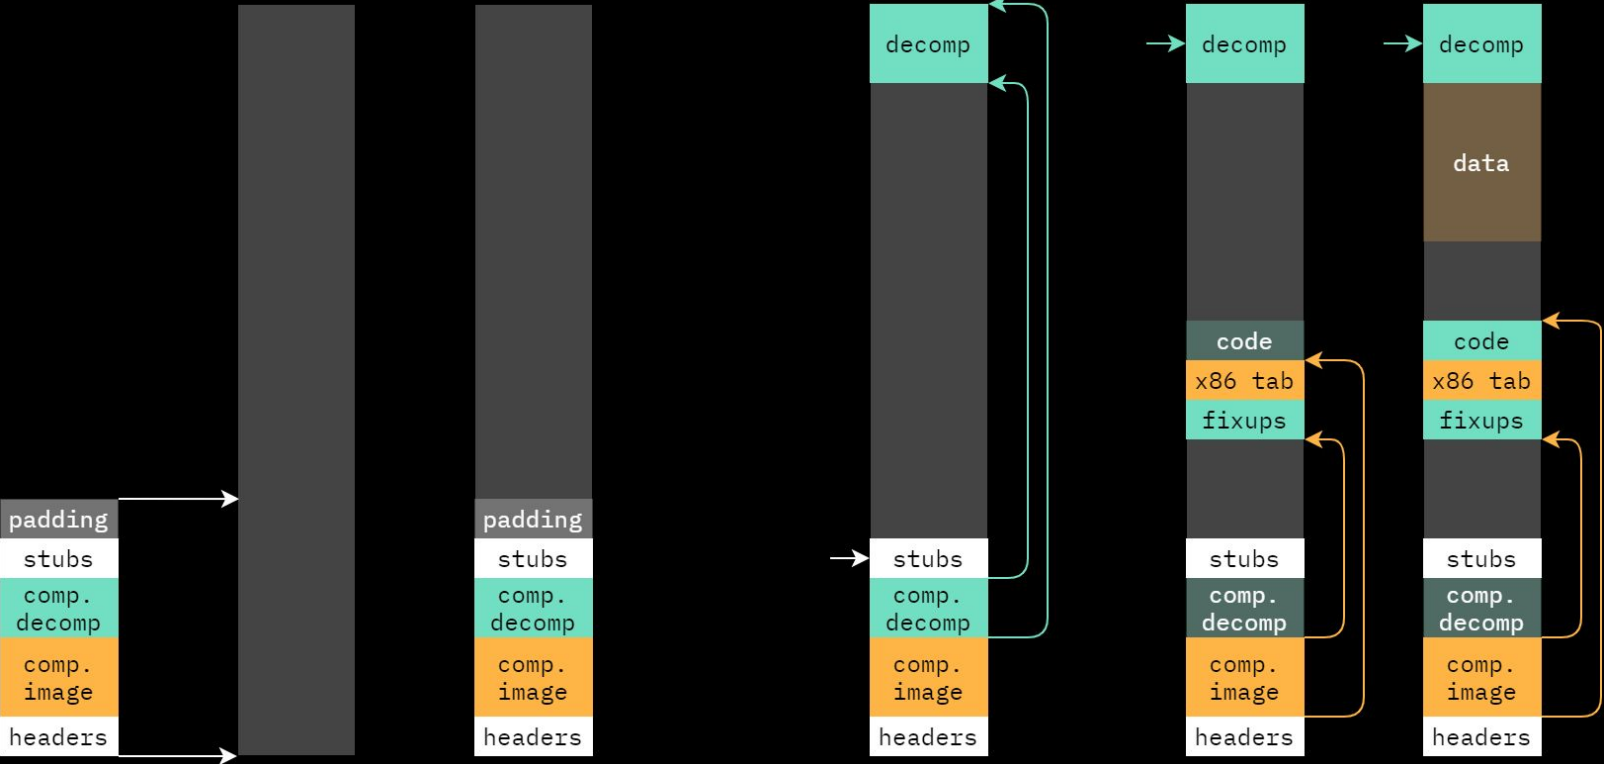 padding
stubs
comp.
decomp
comp.
image
headers
padding
stubs
comp.
decomp
comp.
image
headers
decomp
stubs
comp.
decomp
comp.
image
headers
decomp
code
x86 tab
fixups
stubs
comp.
decomp
comp.
image
headers
decomp
data
code
x86 tab
fixups
stubs
comp.
decomp
comp.
image
headers